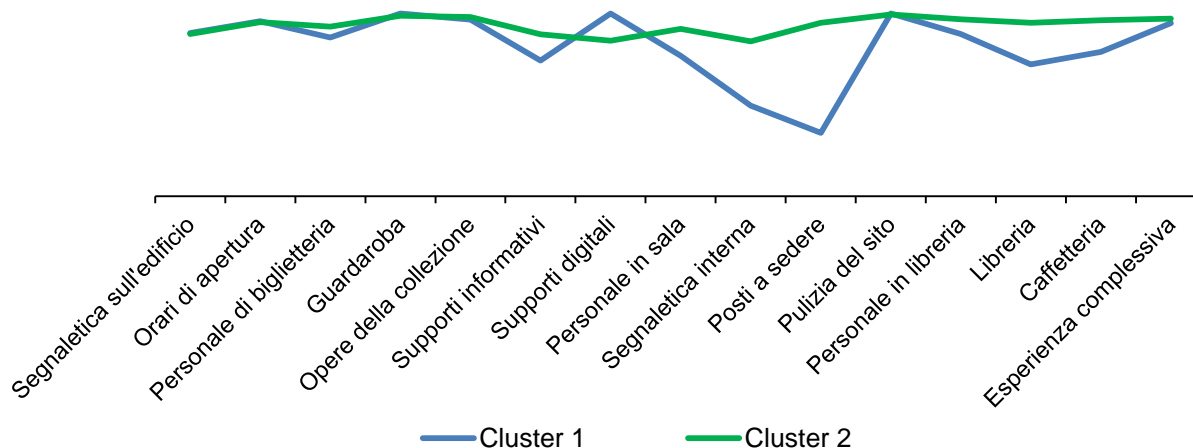 Segnaletica sull'edificio
Orari di apertura
Personale di biglietteria
Guardaroba
Opere della collezione
Supporti informativi
Supporti digitali
Personale in sala
Segnaletica interna
Posti a sedere
Pulizia del sito
Personale in libreria
Libreria
Caffetteria
Esperienza complessiva
Cluster 1
Cluster 2